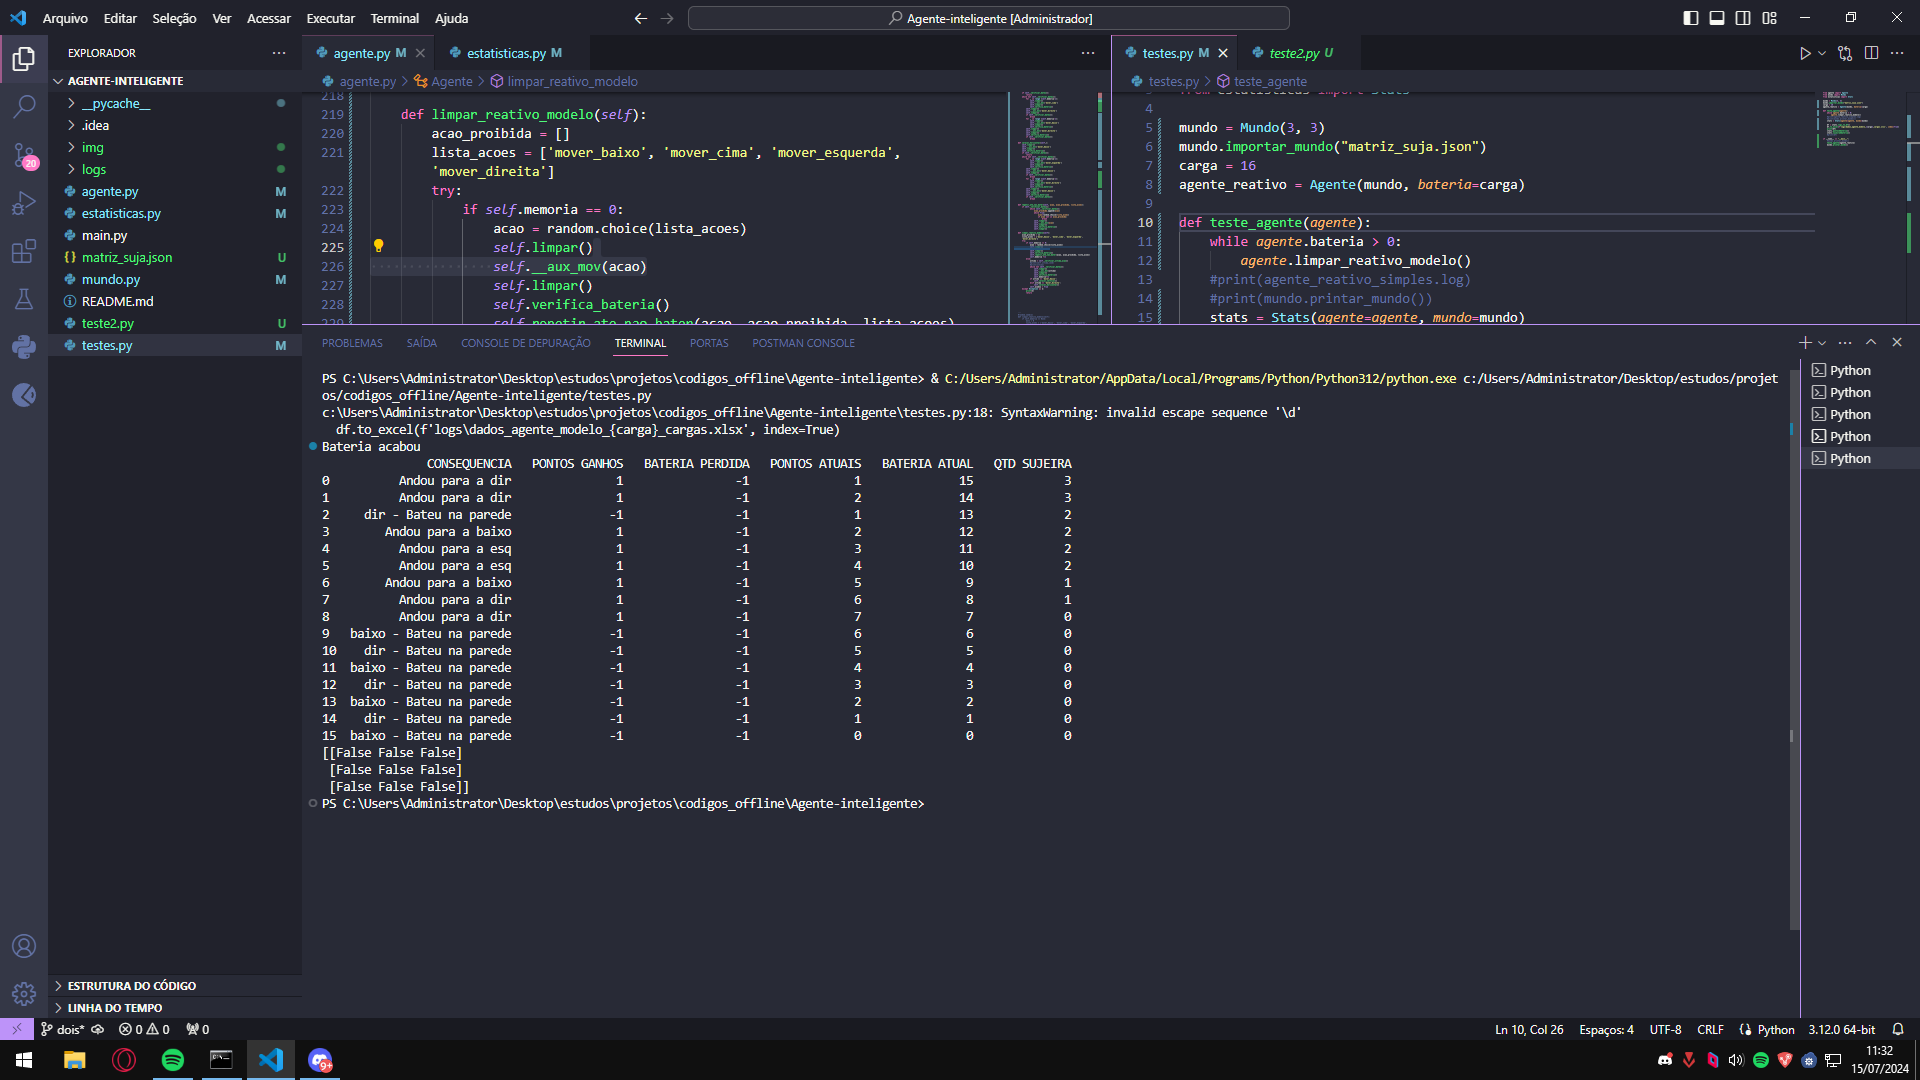 Arquivo Editar Seleção Ver Acessar Executar Terminal Ajuda
Agente-inteligente [Administrador]
EXPLORADOR
AGENTE-INTELIGENTE
__pycache__
.idea
img
logs
agente.py M
estatisticas.py M
main.py
matriz_suja.json U
mundo.py M
README.md
teste2.py U
testes.py M
20
ESTRUTURA DO CÓDIGO
LINHA DO TEMPO
agente.py M estatisticas.py M
agente.py > Agente > limpar_reativo_modelo
218
219 def limpar_reativo_modelo(self):
220 acao_proibida = []
221 lista_acoes = ['mover_baixo', 'mover_cima', 'mover_esquerda',
'mover_direita']
222 try:
223 if self.memoria == 0:
224 acao = random.choice(lista_acoes)
225 self.limpar()
226 self.__aux_mov(acao)
227 self.limpar()
228 self.verifica_bateria()
229 self.repetir_ate_nao_bater(acao, acao_proibida, lista_acoes)
testes.py M teste2.py U
testes.py > teste_agente
from estatisticas import Stats
4
5 mundo = Mundo(3, 3)
6 mundo.importar_mundo("matriz_suja.json")
7 carga = 16
8 agente_reativo = Agente(mundo, bateria=carga)
9
10 def teste_agente(agente):
11 while agente.bateria > 0:
12 agente.limpar_reativo_modelo()
13 #print(agente_reativo_simples.log)
14 #print(mundo.printar_mundo())
15 stats = Stats(agente=agente, mundo=mundo)
PROBLEMAS SAÍDA CONSOLE DE DEPURAÇÃO TERMINAL PORTAS POSTMAN CONSOLE
PS C:\Users\Administrator\Desktop\estudos\projetos\codigos_offline\Agente-inteligente> & C:/Users/Administrator/AppData/Local/Programs/Python/Python312/python.exe c:/Users/Administrator/Desktop/estudos/projet
os/codigos_offline/Agente-inteligente/testes.py
c:\Users\Administrator\Desktop\estudos\projetos\codigos_offline\Agente-inteligente\testes.py:18: SyntaxWarning: invalid escape sequence '\d'
df.to_excel(f'logs\dados_agente_modelo_{carga}_cargas.xlsx', index=True)
Bateria acabou
CONSEQUENCIA PONTOS GANHOS BATERIA PERDIDA PONTOS ATUAIS BATERIA ATUAL QTD SUJEIRA
0 Andou para a dir 1 -1 1 15 3
1 Andou para a dir 1 -1 2 14 3
2 dir - Bateu na parede -1 -1 1 13 2
3 Andou para a baixo 1 -1 2 12 2
4 Andou para a esq 1 -1 3 11 2
5 Andou para a esq 1 -1 4 10 2
6 Andou para a baixo 1 -1 5 9 1
7 Andou para a dir 1 -1 6 8 1
8 Andou para a dir 1 -1 7 7 0
9 baixo - Bateu na parede -1 -1 6 6 0
10 dir - Bateu na parede -1 -1 5 5 0
11 baixo - Bateu na parede -1 -1 4 4 0
12 dir - Bateu na parede -1 -1 3 3 0
13 baixo - Bateu na parede -1 -1 2 2 0
14 dir - Bateu na parede -1 -1 1 1 0
15 baixo - Bateu na parede -1 -1 0 0 0
[[False False False]
[False False False]
[False False False]]
PS C:\Users\Administrator\Desktop\estudos\projetos\codigos_offline\Agente-inteligente>
Python
Python
Python
Python
Python
dois* 0 0 0
Ln 10, Col 26 Espaços: 4 UTF-8 CRLF Python 3.12.0 64-bit
9+
11:32
15/07/2024